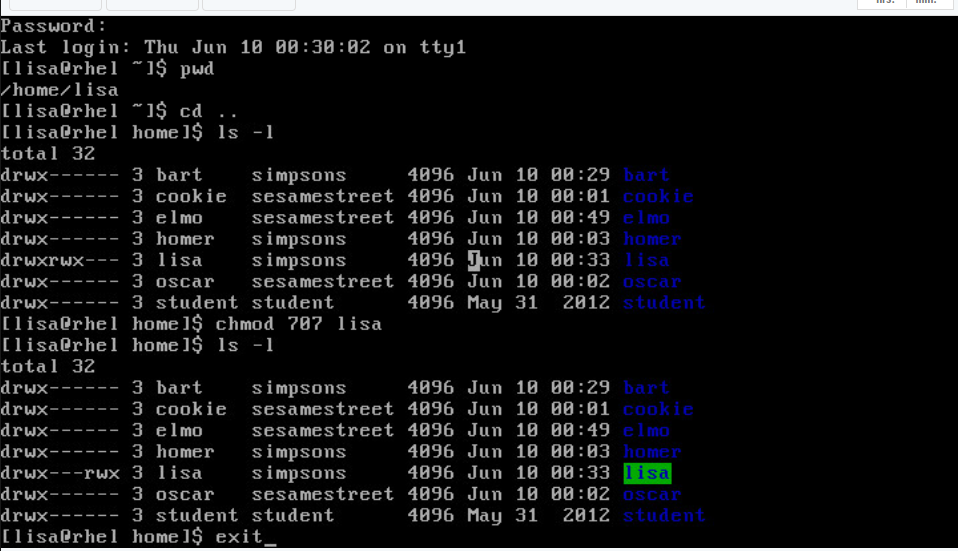 hrs. min.
Password:
Last login: Thu Jun 10 00:30:02 on tty1
[lisa@rhel ~]$ pwd
/home/lisa
[lisa@rhel ~]$ cd ..
[lisa@rhel home]$ ls -l
total 32
drwx------ 3 bart    simpsons     4096 Jun 10 00:29 bart
drwx------ 3 cookie  sesamestreet 4096 Jun 10 00:01 cookie
drwx------ 3 elmo    sesamestreet 4096 Jun 10 00:49 elmo
drwx------ 3 homer   simpsons     4096 Jun 10 00:03 homer
drwxrwx--- 3 lisa    simpsons     4096 Jun 10 00:33 lisa
drwx------ 3 oscar   sesamestreet 4096 Jun 10 00:02 oscar
drwx------ 3 student student      4096 May 31  2012 student
[lisa@rhel home]$ chmod 707 lisa
[lisa@rhel home]$ ls -l
total 32
drwx------ 3 bart    simpsons     4096 Jun 10 00:29 bart
drwx------ 3 cookie  sesamestreet 4096 Jun 10 00:01 cookie
drwx------ 3 elmo    sesamestreet 4096 Jun 10 00:49 elmo
drwx------ 3 homer   simpsons     4096 Jun 10 00:03 homer
drwx---rwx 3 lisa    simpsons     4096 Jun 10 00:33 lisa
drwx------ 3 oscar   sesamestreet 4096 Jun 10 00:02 oscar
drwx------ 3 student student      4096 May 31  2012 student
[lisa@rhel home]$ exit_